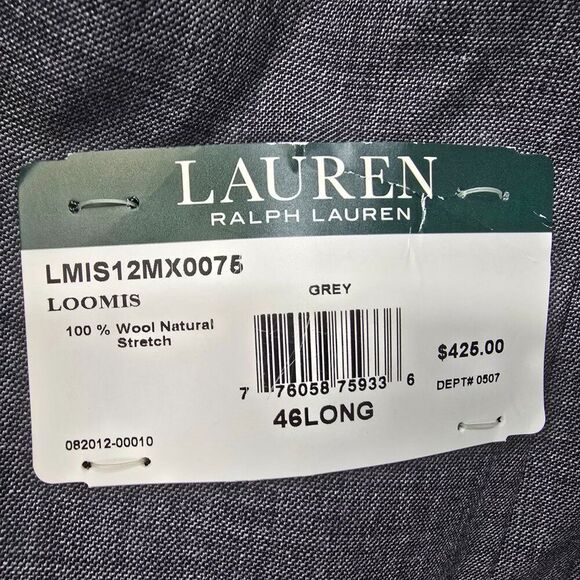 LAUREN
RALPH LAUREN
LMIS12MX0075
LOOMIS
GREY
100 % Wool Natural
Stretch
$425.00
7 76058 75933 6
DEPT# 0507
46LONG
082012-00010